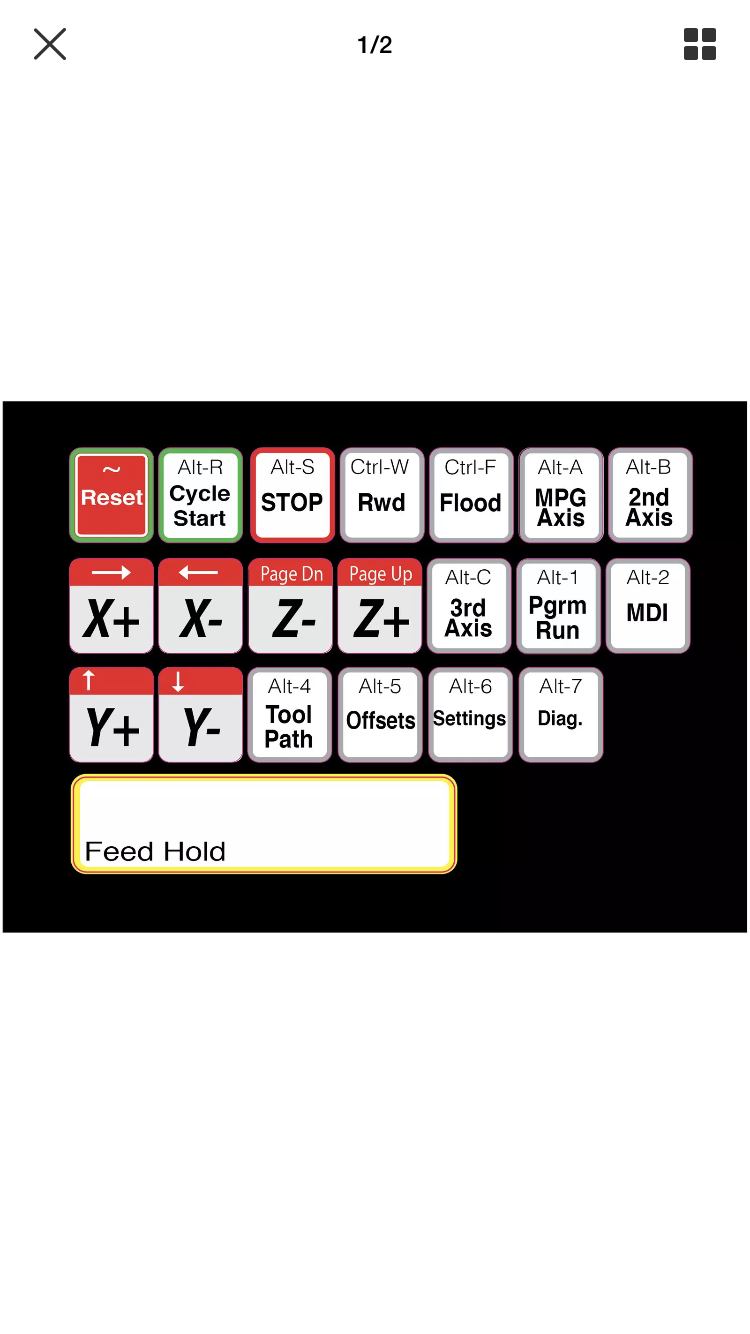 1/2
~
Reset
Alt-R
Cycle
Start
Alt-S
STOP
Ctrl-W
Rwd
Ctrl-F
Flood
Alt-A
MPG
Axis
Alt-B
2nd
Axis
→
X+
←
X-
Page Dn
Z-
Page Up
Z+
Alt-C
3rd
Axis
Alt-1
Pgrm
Run
Alt-2
MDI
↑
Y+
↓
Y-
Alt-4
Tool
Path
Alt-5
Offsets
Alt-6
Settings
Alt-7
Diag.
Feed Hold